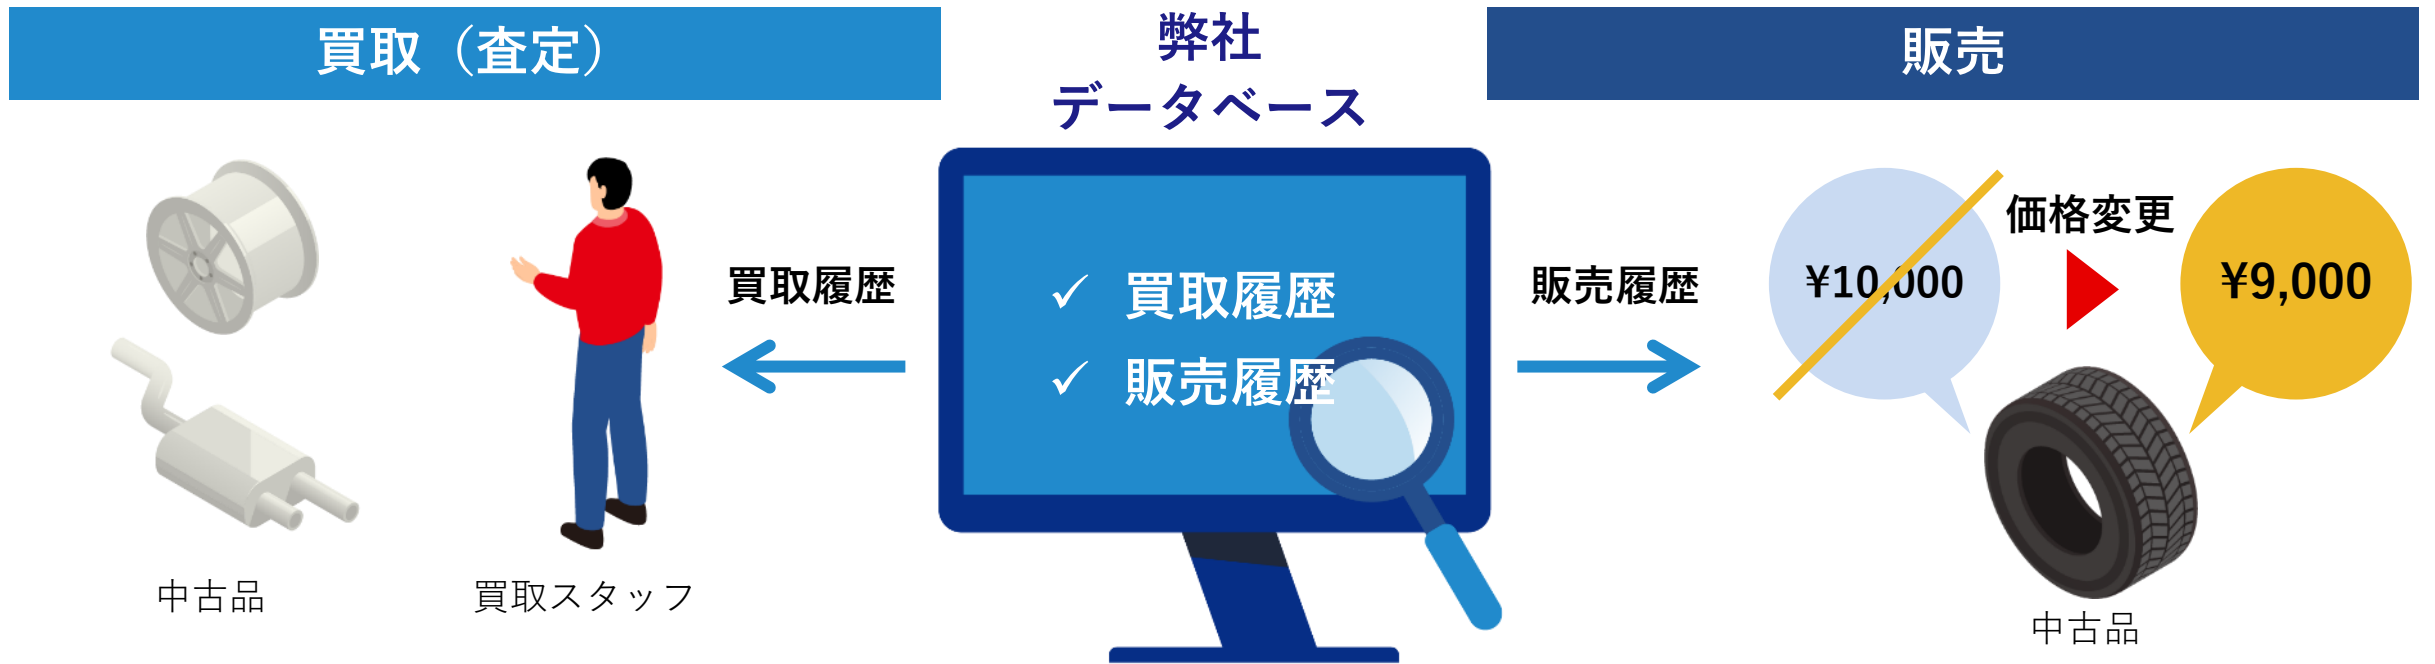 買取（査定）
弊社
データベース
販売
買取履歴
✓ 買取履歴
✓ 販売履歴
販売履歴
¥10,000
価格変更
¥9,000
中古品
買取スタッフ
中古品